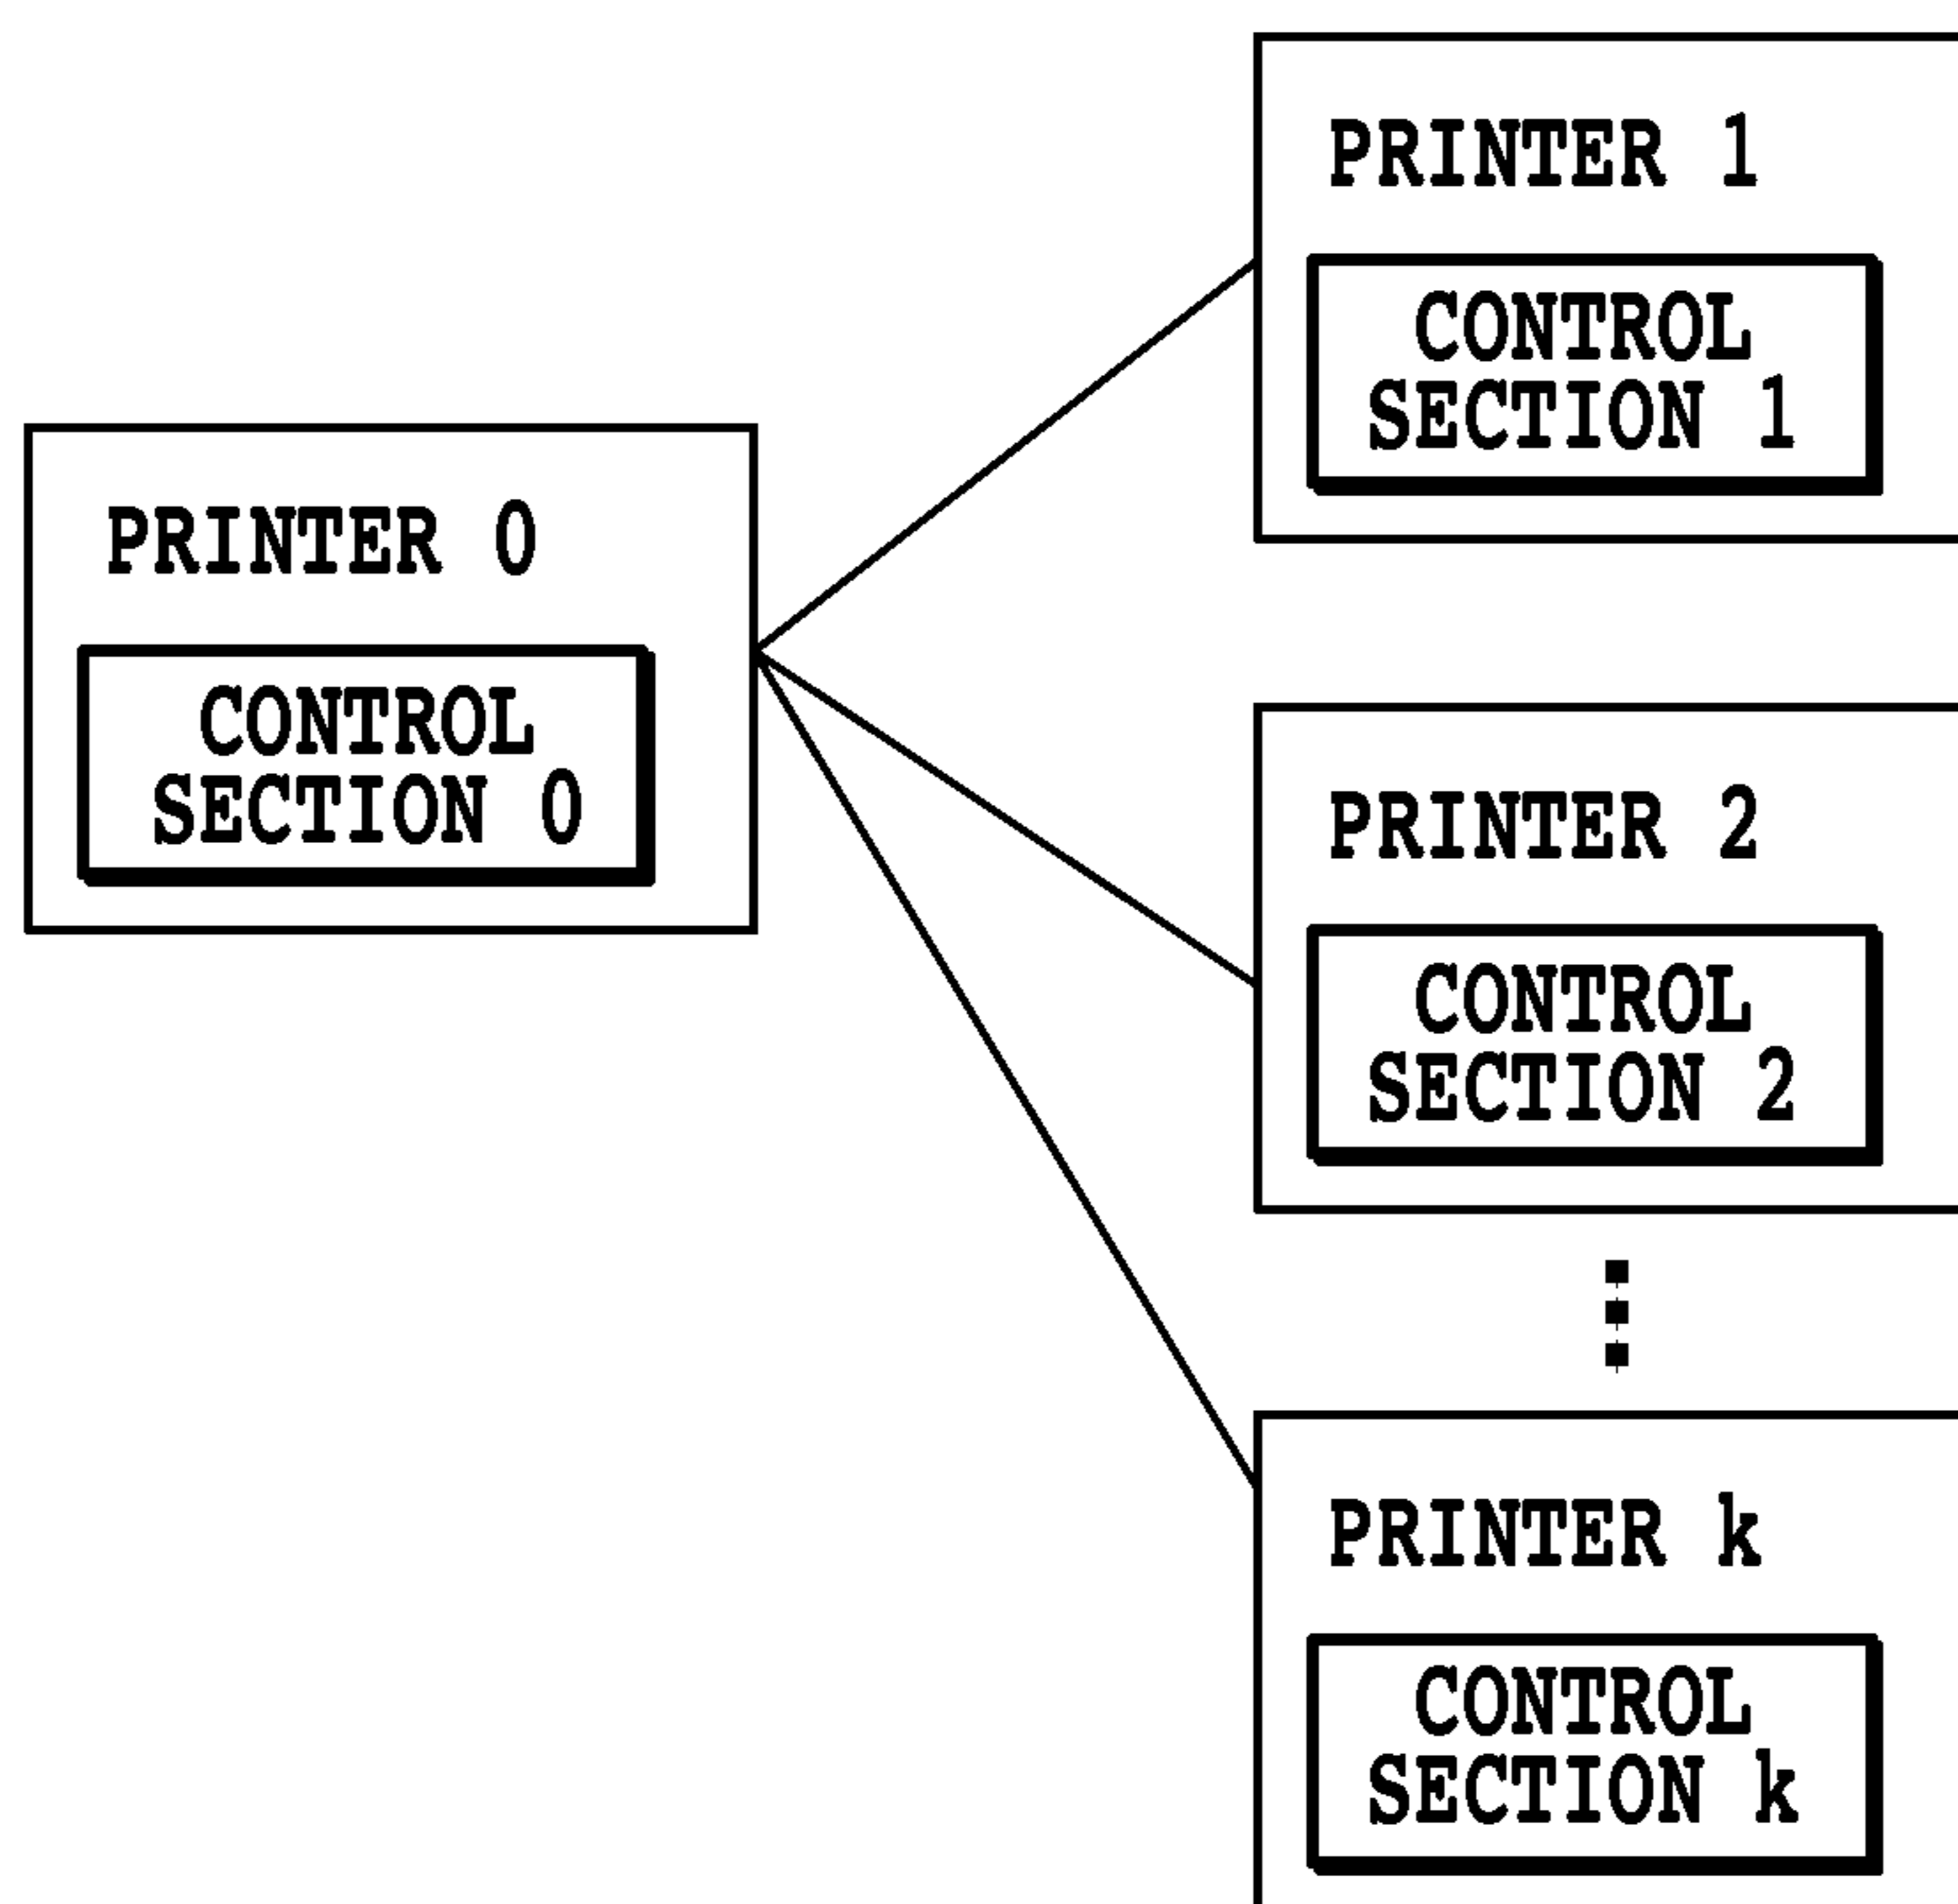 PRINTER 0
CONTROL
SECTION 0
PRINTER 1
CONTROL
SECTION 1
PRINTER 2
CONTROL
SECTION 2
PRINTER k
CONTROL
SECTION k